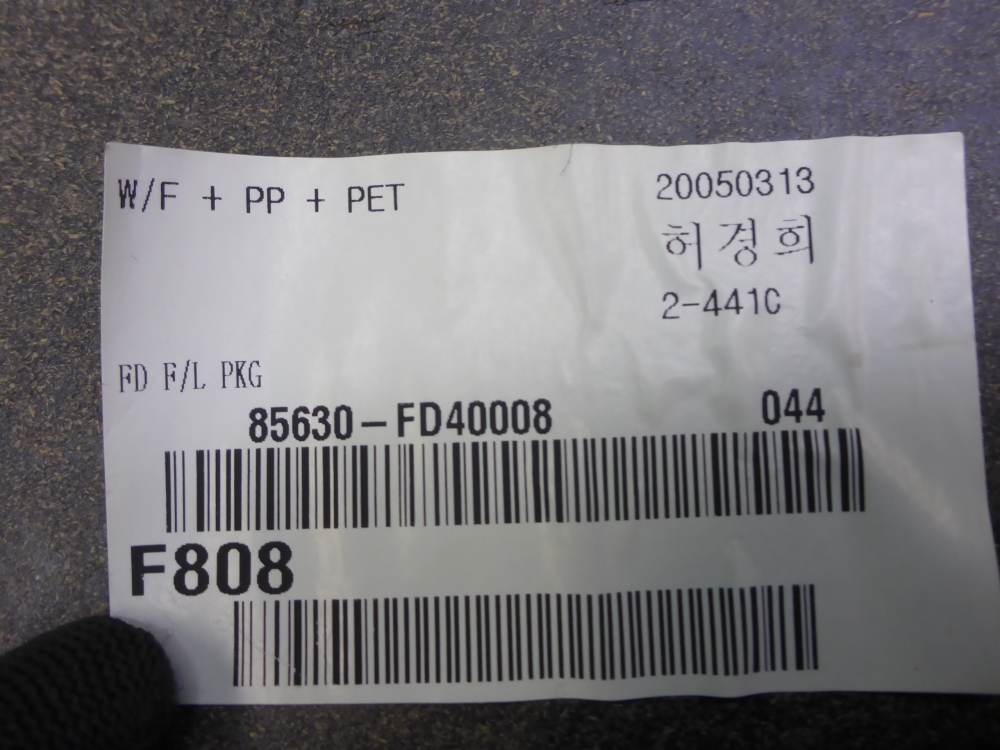 W/F + PP + PET
20050313
허경희
2-441C
FD F/L PKG
85630-FD40008 044
F808